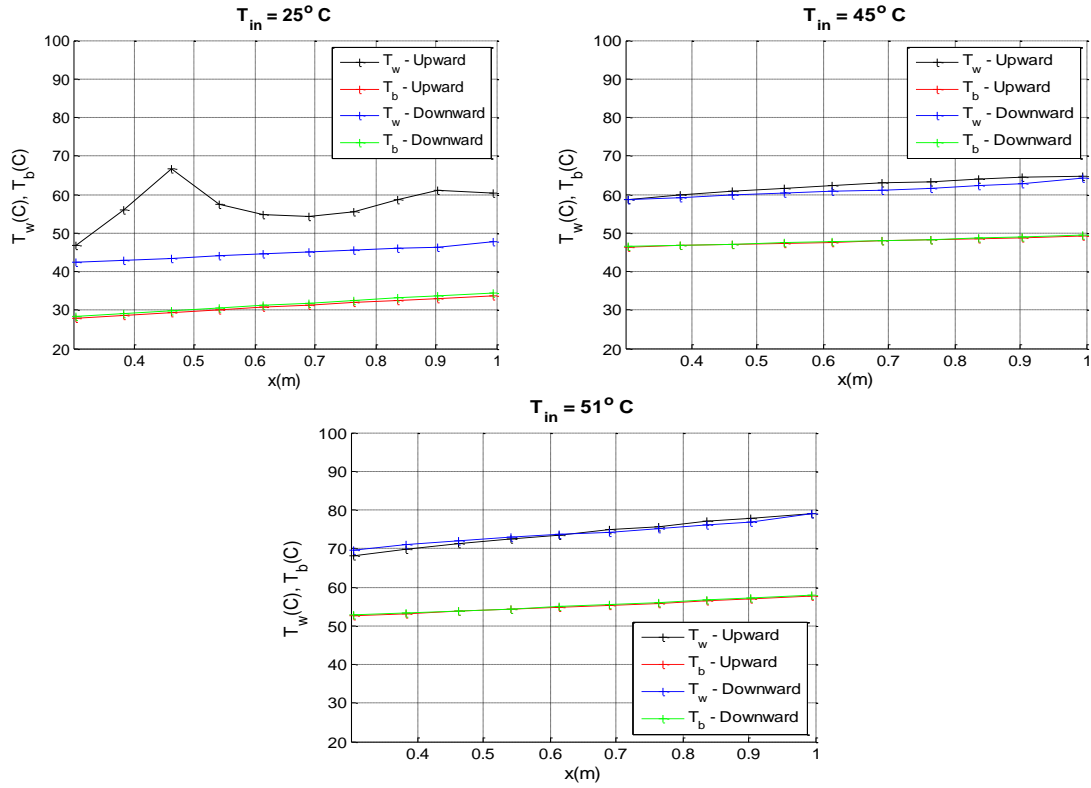 T_in = 25° C
100
90
80
70
60
50
40
30
20
T_w(C), T_b(C)
0.4
0.5
0.6
0.7
0.8
0.9
1
x(m)
T_w - Upward
T_b - Upward
T_w - Downward
T_b - Downward
T_in = 45° C
100
90
80
70
60
50
40
30
20
T_w(C), T_b(C)
0.4
0.5
0.6
0.7
0.8
0.9
1
x(m)
T_w - Upward
T_b - Upward
T_w - Downward
T_b - Downward
T_in = 51° C
100
90
80
70
60
50
40
30
20
T_w(C), T_b(C)
0.4
0.5
0.6
0.7
0.8
0.9
1
x(m)
T_w - Upward
T_b - Upward
T_w - Downward
T_b - Downward